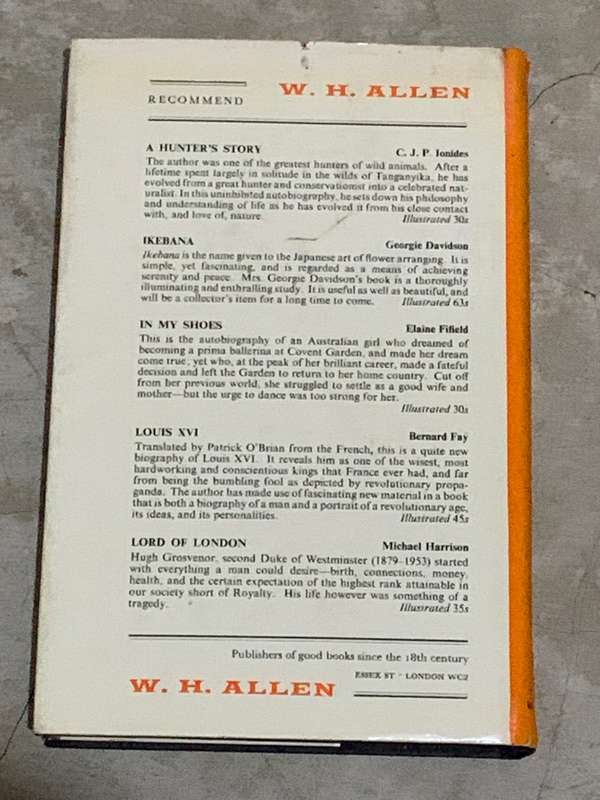 RECOMMEND W. H. ALLEN
A HUNTER'S STORY C. J. P. Ionides
The author was one of the greatest hunters of wild animals. After a
lifetime spent largely in solitude in the wilds of Tanganyika, he has
evolved from a great hunter and conservationist into a celebrated nat-
uralist. In this uninhibited autobiography, he sets down his philosophy
and understanding of life as he has evolved it from his close contact
with, and love of, nature. Illustrated 30s
IKEBANA Georgie Davidson
Ikebana is the name given to the Japanese art of flower arranging. It is
simple, yet fascinating, and is regarded as a means of achieving
serenity and peace. Mrs. Georgie Davidson's book is a thoroughly
illuminating and enthralling study. It is useful as well as beautiful, and
will be a collector's item for a long time to come. Illustrated 63s
IN MY SHOES Elaine Fifield
This is the autobiography of an Australian girl who dreamed of
becoming a prima ballerina at Covent Garden, and made her dream
come true; yet who, at the peak of her brilliant career, made a fateful
decision and left the Garden to return to her home country. Cut off
from her previous world, she struggled to settle as a good wife and
mother—but the urge to dance was too strong for her.
Illustrated 30s
LOUIS XVI Bernard Faÿ
Translated by Patrick O'Brian from the French, this is a quite new
biography of Louis XVI. It reveals him as one of the wisest, most
hardworking and conscientious kings that France ever had, and far
from being the bumbling fool as depicted by revolutionary propa-
ganda. The author has made use of fascinating new material in a book
that is both a biography of a man and a portrait of a revolutionary age,
its ideas, and its personalities. Illustrated 45s
LORD OF LONDON Michael Harrison
Hugh Grosvenor, second Duke of Westminster (1879–1953) started
with everything a man could desire—birth, connections, money,
health, and the certain expectation of the highest rank attainable in
our society short of Royalty. His life however was something of a
tragedy. Illustrated 35s
Publishers of good books since the 18th century
W. H. ALLEN ESSEX ST · LONDON WC2